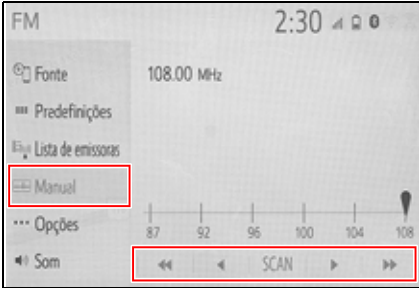 FM 2:30
Fonte 108.00 MHz
Predefinições
Lista de emissoras
Manual
Opções
87 92 96 100 104 108
Som SCAN